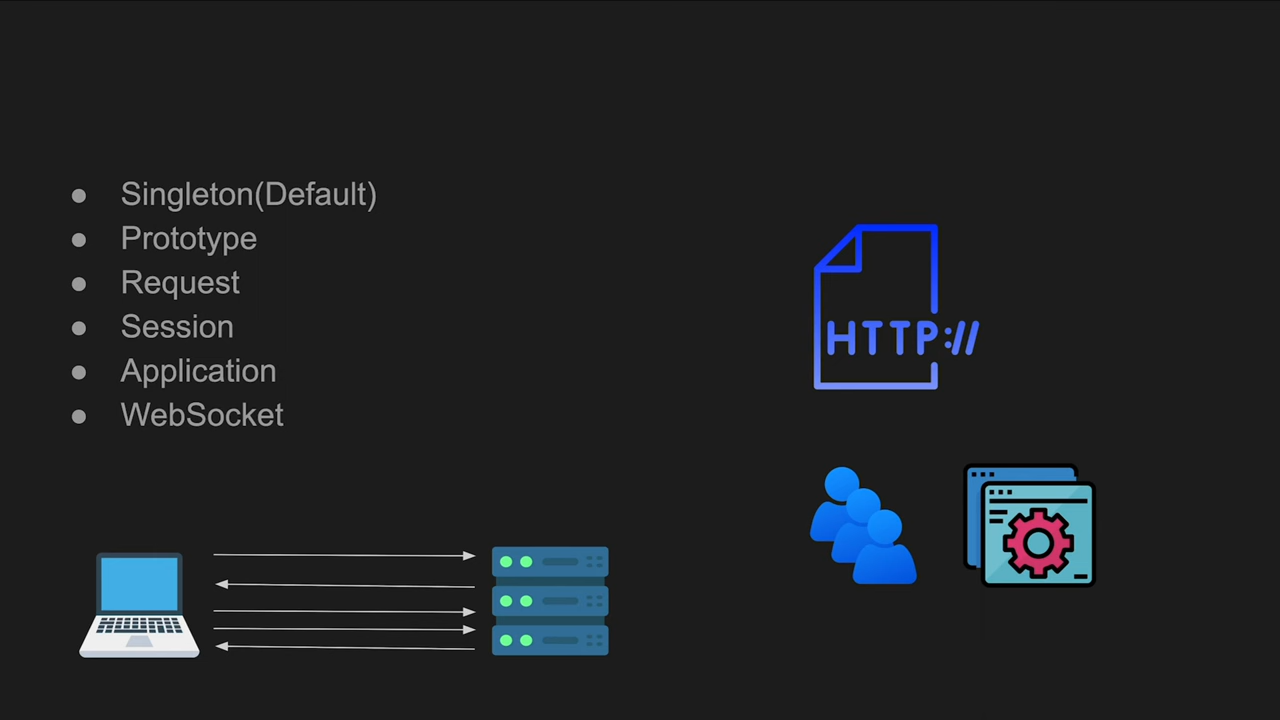 ● Singleton(Default)
● Prototype
● Request
● Session
● Application
● WebSocket
HTTP://